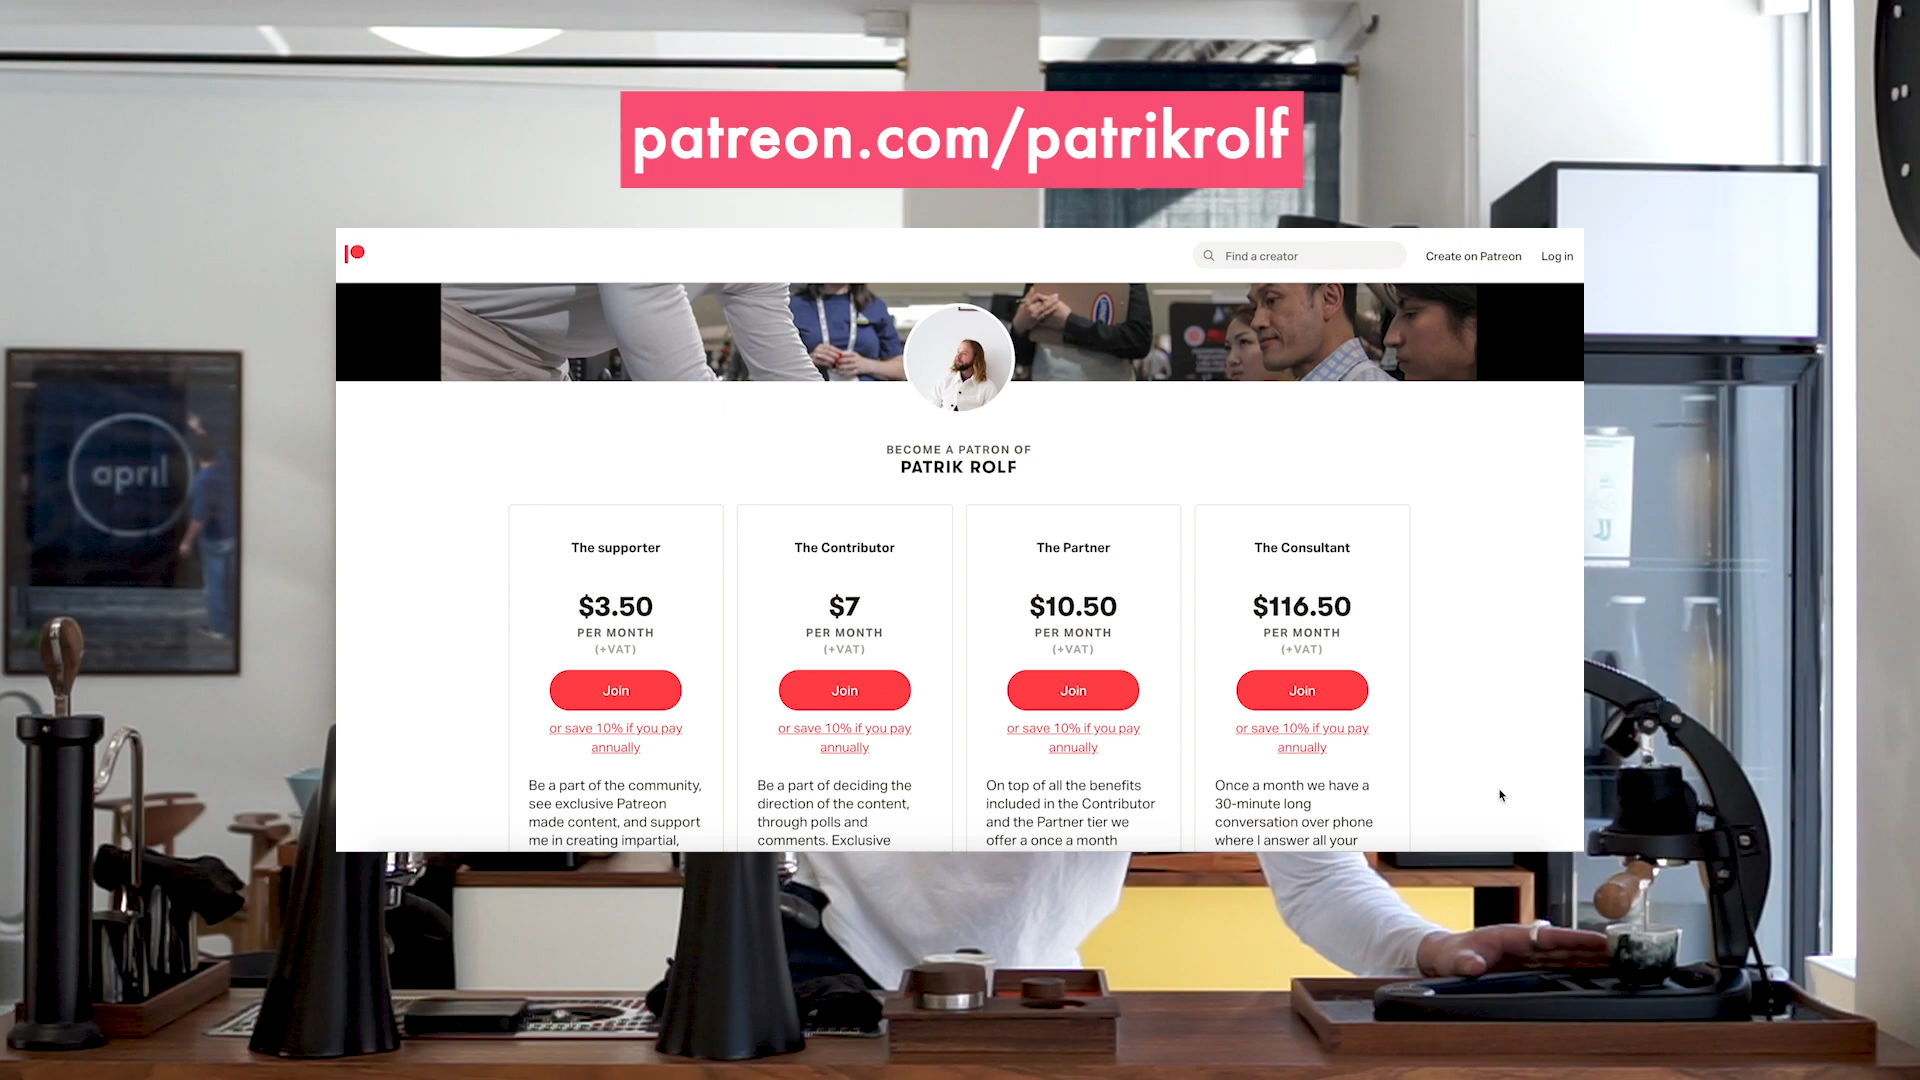 patreon.com/patrikrolf
Find a creator
Create on Patreon
Log in
BECOME A PATRON OF
PATRIK ROLF
The supporter
$3.50
PER MONTH
(+VAT)
Join
or save 10% if you pay
annually
Be a part of the community,
see exclusive Patreon
made content, and support
me in creating impartial,
The Contributor
$7
PER MONTH
(+VAT)
Join
or save 10% if you pay
annually
Be a part of deciding the
direction of the content,
through polls and
comments. Exclusive
The Partner
$10.50
PER MONTH
(+VAT)
Join
or save 10% if you pay
annually
On top of all the benefits
included in the Contributor
and the Partner tier we
offer a once a month
The Consultant
$116.50
PER MONTH
(+VAT)
Join
or save 10% if you pay
annually
Once a month we have a
30-minute long
conversation over phone
where I answer all your
april